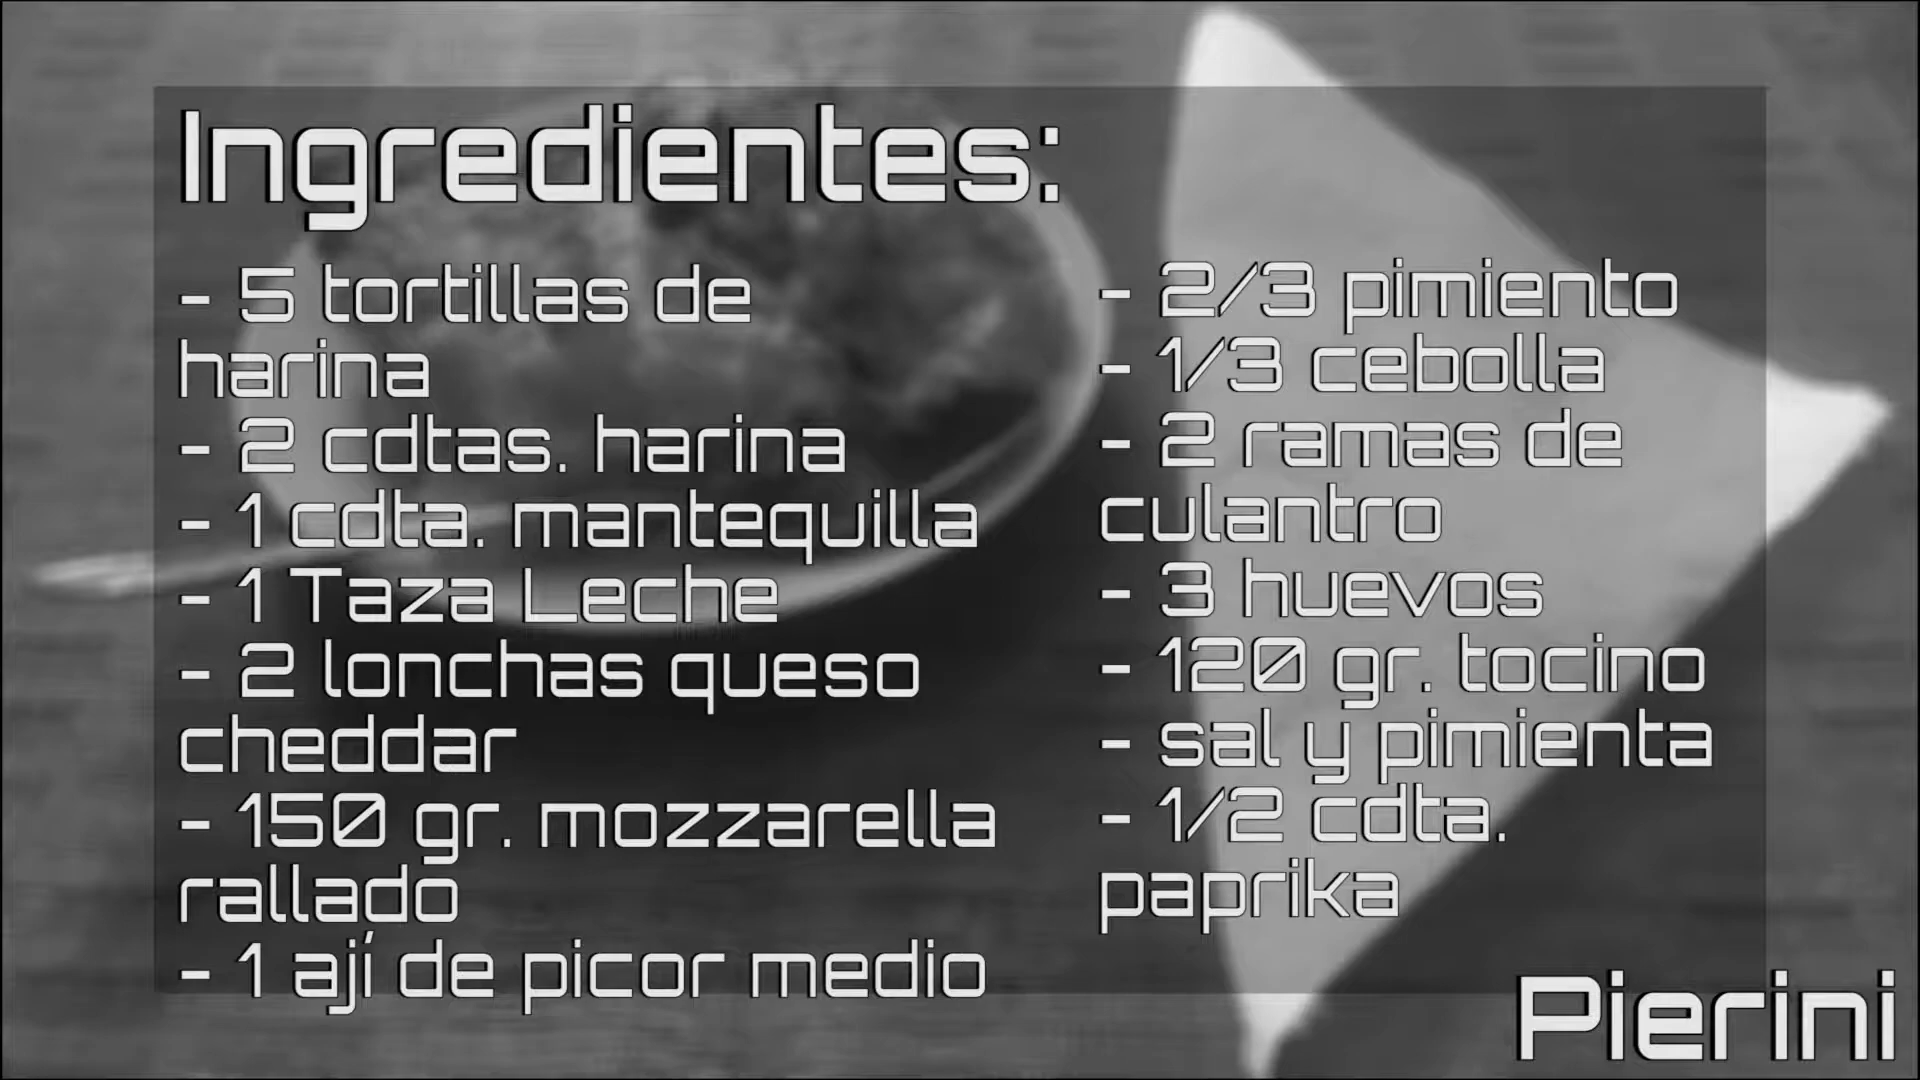 Ingredientes:
- 5 tortillas de
harina
- 2 cdtas. harina
- 1 cdta. mantequilla
- 1 Taza Leche
- 2 lonchas queso
cheddar
- 150 gr. mozzarella
rallado
- 1 ají de picor medio
- 2/3 pimiento
- 1/3 cebolla
- 2 ramas de
culantro
- 3 huevos
- 120 gr. tocino
- sal y pimienta
- 1/2 cdta.
paprika
Pierini